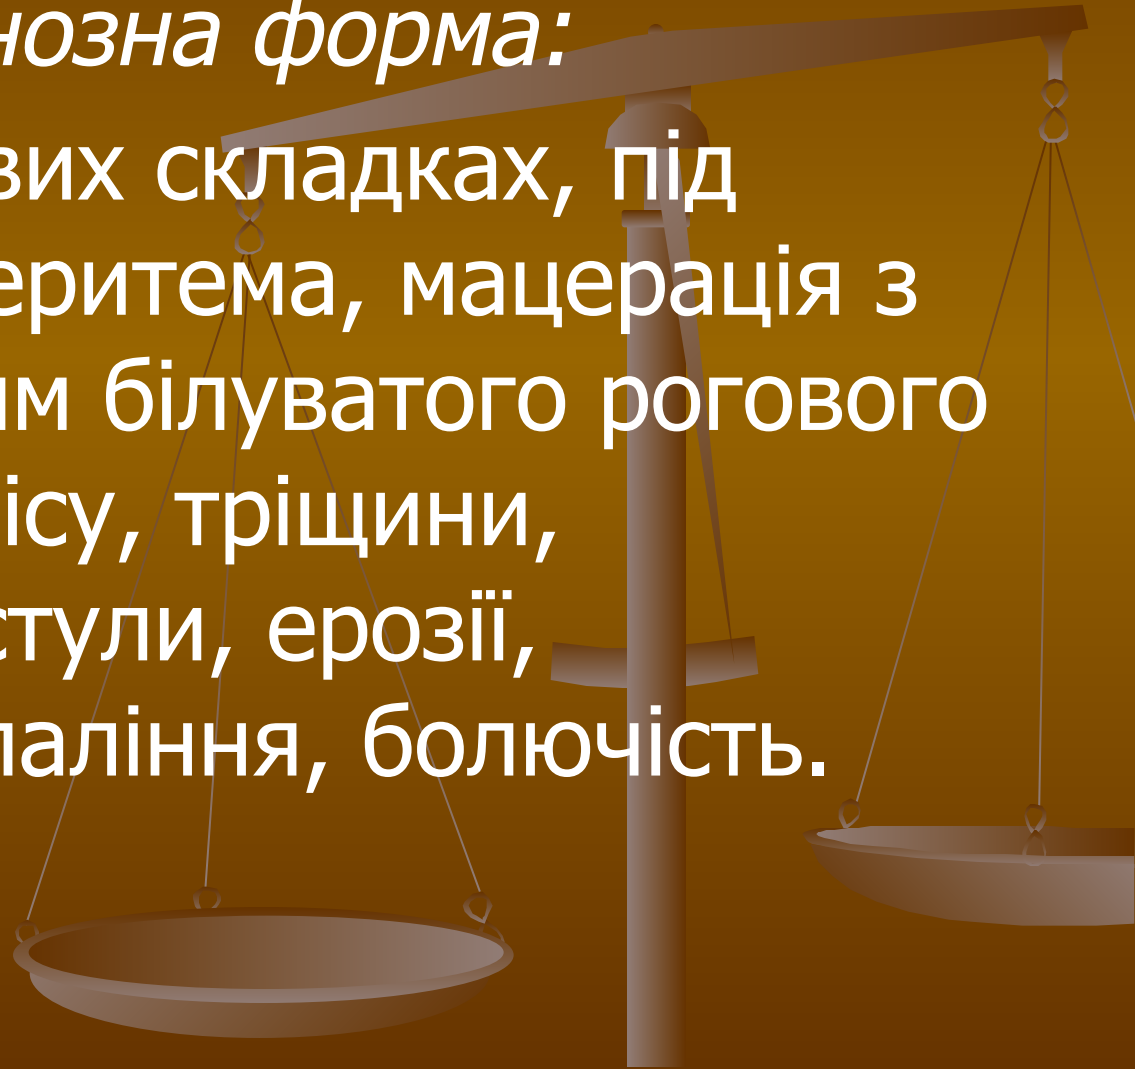 нозна форма:
вих складках, під
еритема, мацерація з
им білуватого рогового
ісу, тріщини,
стули, ерозії,
паління, болючість.